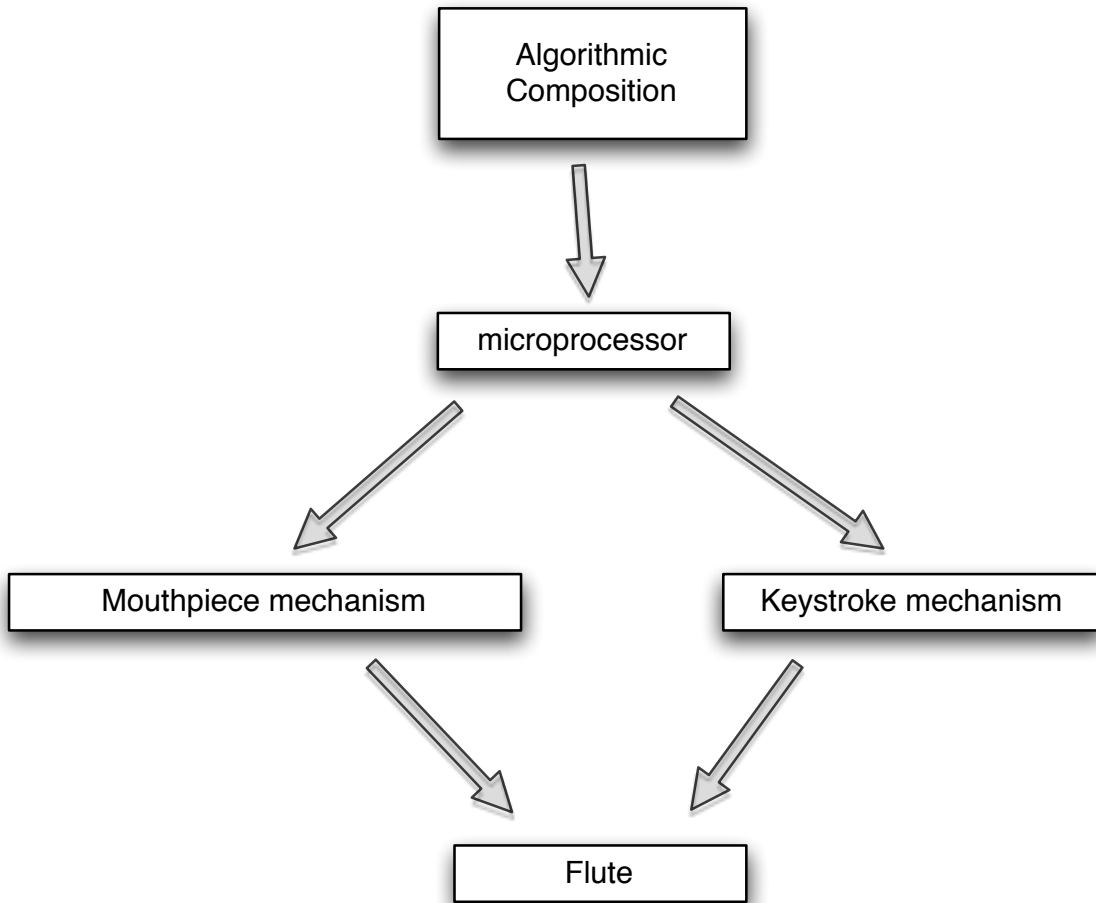 Algorithmic
Composition
microprocessor
Mouthpiece mechanism
Keystroke mechanism
Flute